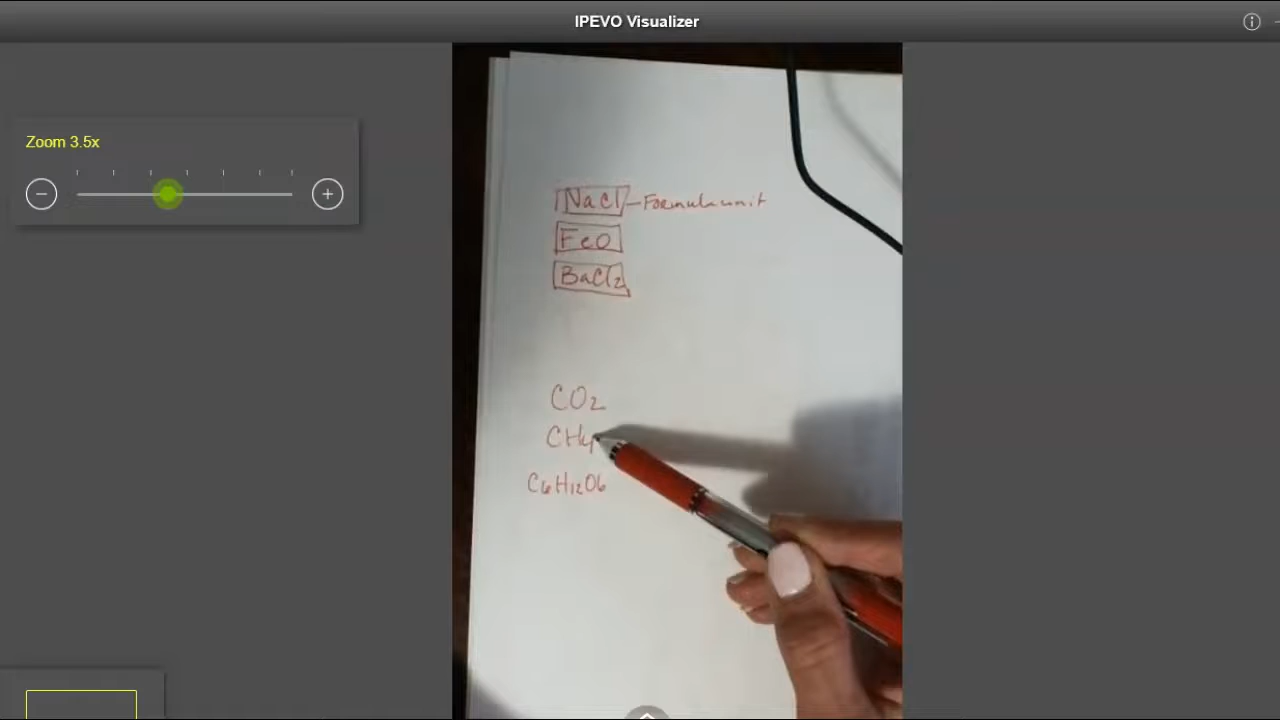 IPEVO Visualizer
Zoom 3.5x
NaCl - Formula unit
FeO
BaCl2
CO2
CH4
C6H12O6